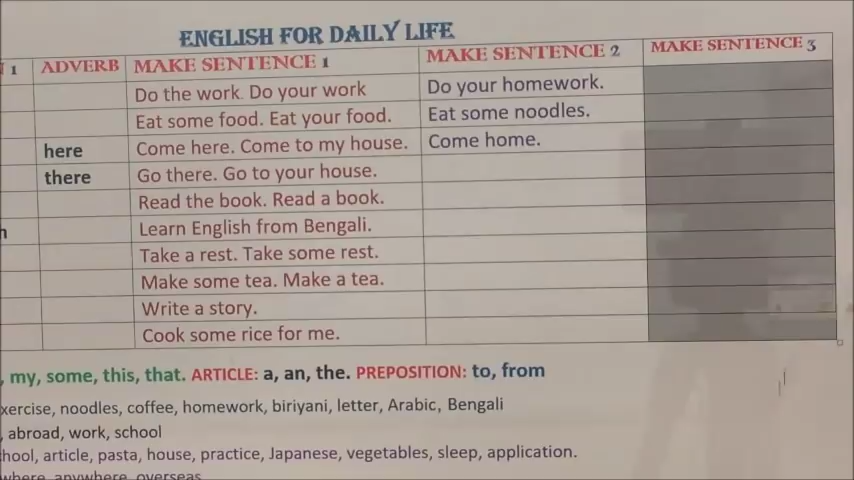 ENGLISH FOR DAILY LIFE
1 ADVERB MAKE SENTENCE 1 MAKE SENTENCE 2 MAKE SENTENCE 3
Do the work. Do your work Do your homework.
Eat some food. Eat your food. Eat some noodles.
here Come here. Come to my house. Come home.
there Go there. Go to your house.
Read the book. Read a book.
Learn English from Bengali.
Take a rest. Take some rest.
Make some tea. Make a tea.
Write a story.
Cook some rice for me.
, my, some, this, that. ARTICLE: a, an, the. PREPOSITION: to, from
xercise, noodles, coffee, homework, biriyani, letter, Arabic, Bengali
, abroad, work, school
hool, article, pasta, house, practice, Japanese, vegetables, sleep, application.
where, anywhere, overseas